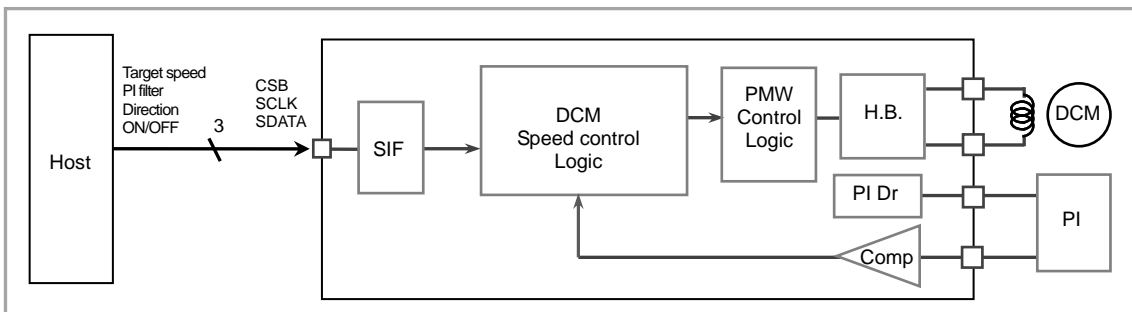 Host
Target speed
PI filter
Direction
ON/OFF
3
CSB
SCLK
SDATA
SIF
DCM
Speed control
Logic
PMW
Control
Logic
H.B.
DCM
PI Dr
Comp
PI